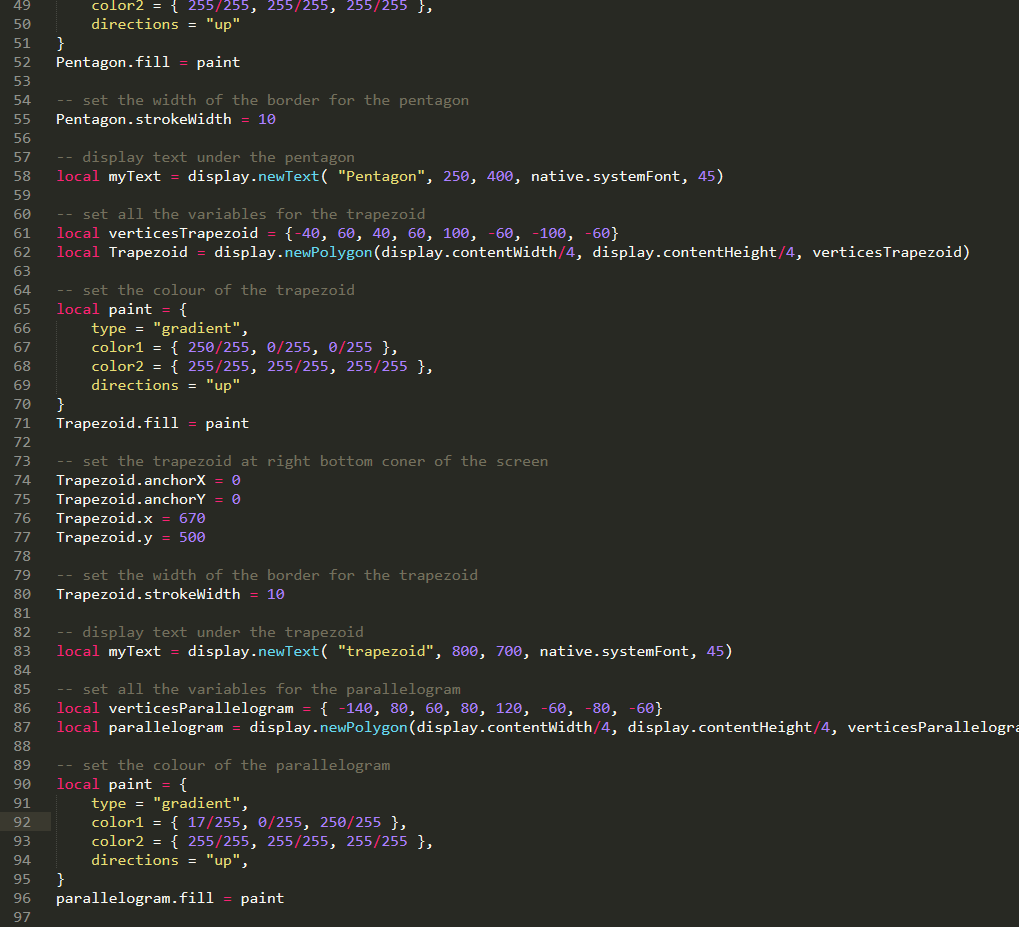 49 color2 = { 255/255, 255/255, 255/255 },
50 directions = "up"
51 }
52 Pentagon.fill = paint
53
54 -- set the width of the border for the pentagon
55 Pentagon.strokeWidth = 10
56
57 -- display text under the pentagon
58 local myText = display.newText( "Pentagon", 250, 400, native.systemFont, 45)
59
60 -- set all the variables for the trapezoid
61 local verticesTrapezoid = {-40, 60, 40, 60, 100, -60, -100, -60}
62 local Trapezoid = display.newPolygon(display.contentWidth/4, display.contentHeight/4, verticesTrapezoid)
63
64 -- set the colour of the trapezoid
65 local paint = {
66 type = "gradient",
67 color1 = { 250/255, 0/255, 0/255 },
68 color2 = { 255/255, 255/255, 255/255 },
69 directions = "up"
70 }
71 Trapezoid.fill = paint
72
73 -- set the trapezoid at right bottom coner of the screen
74 Trapezoid.anchorX = 0
75 Trapezoid.anchorY = 0
76 Trapezoid.x = 670
77 Trapezoid.y = 500
78
79 -- set the width of the border for the trapezoid
80 Trapezoid.strokeWidth = 10
81
82 -- display text under the trapezoid
83 local myText = display.newText( "trapezoid", 800, 700, native.systemFont, 45)
84
85 -- set all the variables for the parallelogram
86 local verticesParallelogram = { -140, 80, 60, 80, 120, -60, -80, -60}
87 local parallelogram = display.newPolygon(display.contentWidth/4, display.contentHeight/4, verticesParallelogra
88
89 -- set the colour of the parallelogram
90 local paint = {
91 type = "gradient",
92 color1 = { 17/255, 0/255, 250/255 },
93 color2 = { 255/255, 255/255, 255/255 },
94 directions = "up",
95 }
96 parallelogram.fill = paint
97